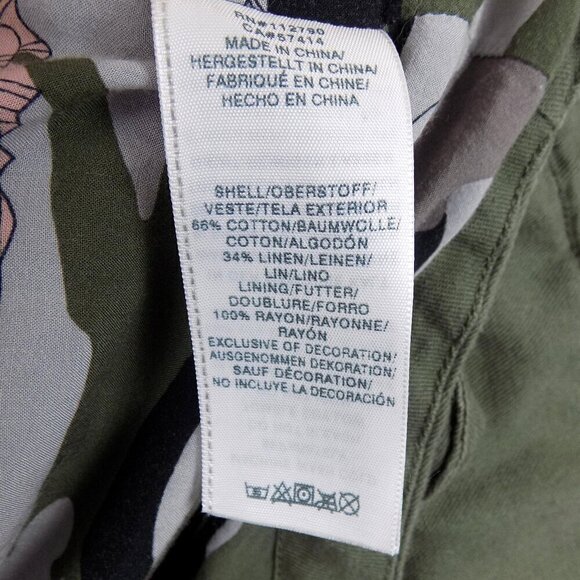 RN#112790
CA#57414
MADE IN CHINA/
HERGESTELLT IN CHINA/
FABRIQUÉ EN CHINE/
HECHO EN CHINA
SHELL/OBERSTOFF/
VESTE/TELA EXTERIOR
66% COTTON/BAUMWOLLE/
COTON/ALGODÓN
34% LINEN/LEINEN/
LIN/LINO
LINING/FUTTER/
DOUBLURE/FORRO
100% RAYON/RAYONNE/
RAYÓN
EXCLUSIVE OF DECORATION/
AUSGENOMMEN DEKORATION/
SAUF DÉCORATION/
NO INCLUYE LA DECORACIÓN/